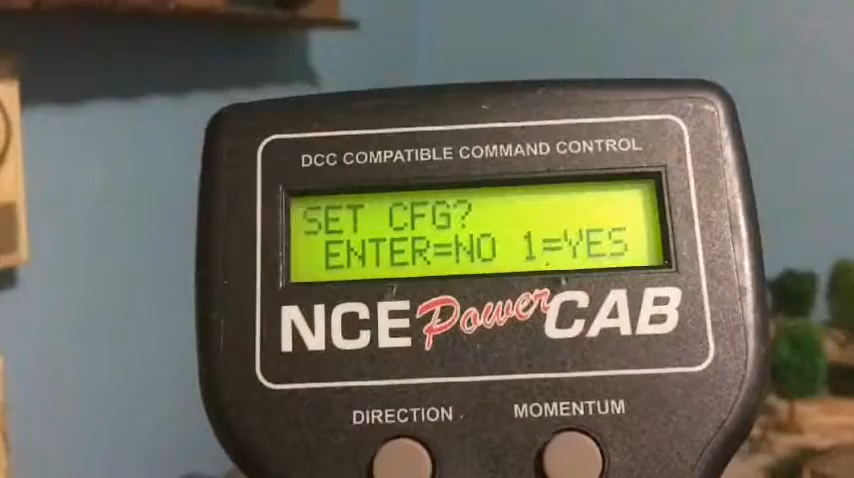 DCC COMPATIBLE COMMAND CONTROL
SET CFG?
ENTER=NO 1=YES
NCE Power CAB
DIRECTION
MOMENTUM